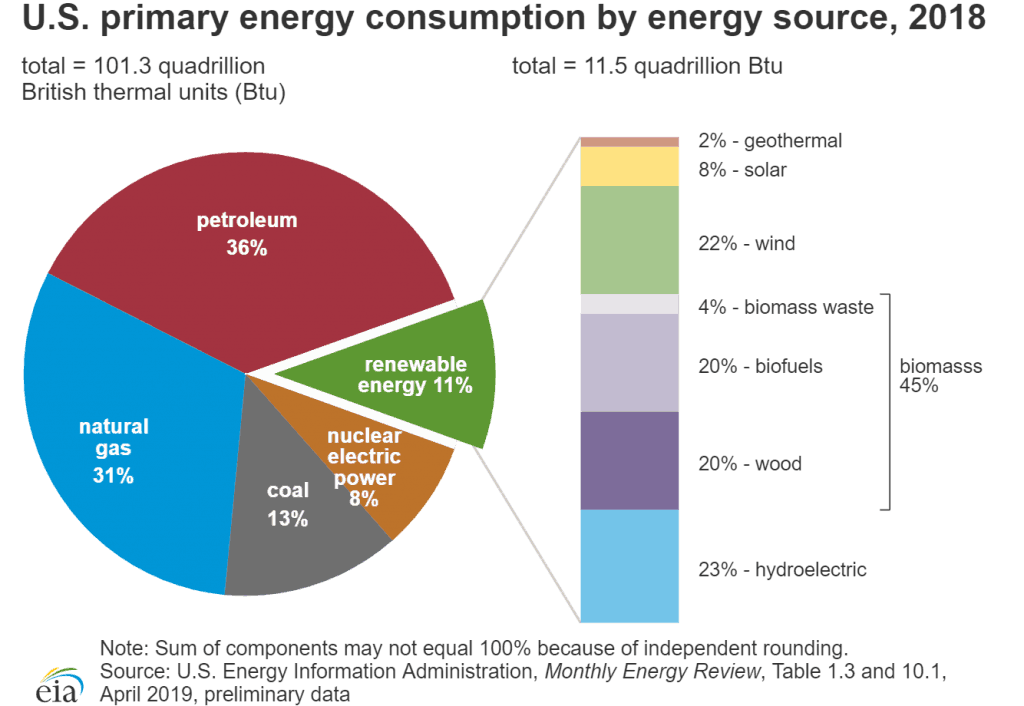 U.S. primary energy consumption by energy source, 2018
total = 101.3 quadrillion
British thermal units (Btu)
total = 11.5 quadrillion Btu
petroleum
36%
natural
gas
31%
coal
13%
nuclear
electric
power
8%
renewable
energy 11%
2% - geothermal
8% - solar
22% - wind
4% - biomass waste
20% - biofuels
20% - wood
biomasss
45%
23% - hydroelectric
Note: Sum of components may not equal 100% because of independent rounding.
Source: U.S. Energy Information Administration, Monthly Energy Review, Table 1.3 and 10.1,
April 2019, preliminary data
eia